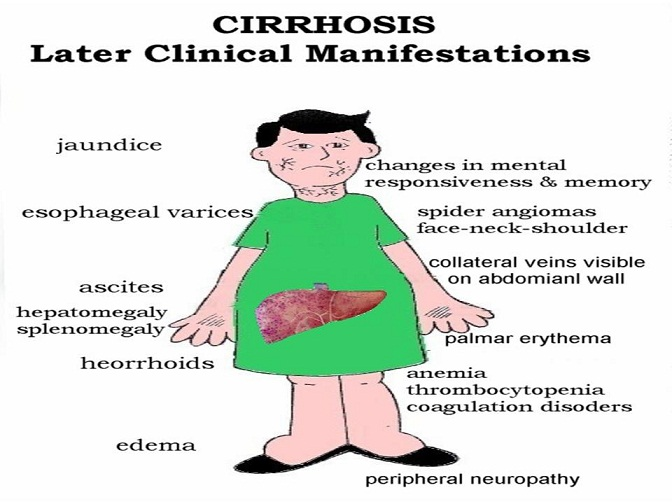 CIRRHOSIS
Later Clinical Manifestations
jaundice
changes in mental
responsiveness & memory
esophageal varices
spider angiomas
face-neck-shoulder
collateral veins visible
on abdomianl wall
ascites
hepatomegaly
splenomegaly
palmar erythema
heorrhoids
anemia
thrombocytopenia
coagulation disoders
edema
peripheral neuropathy